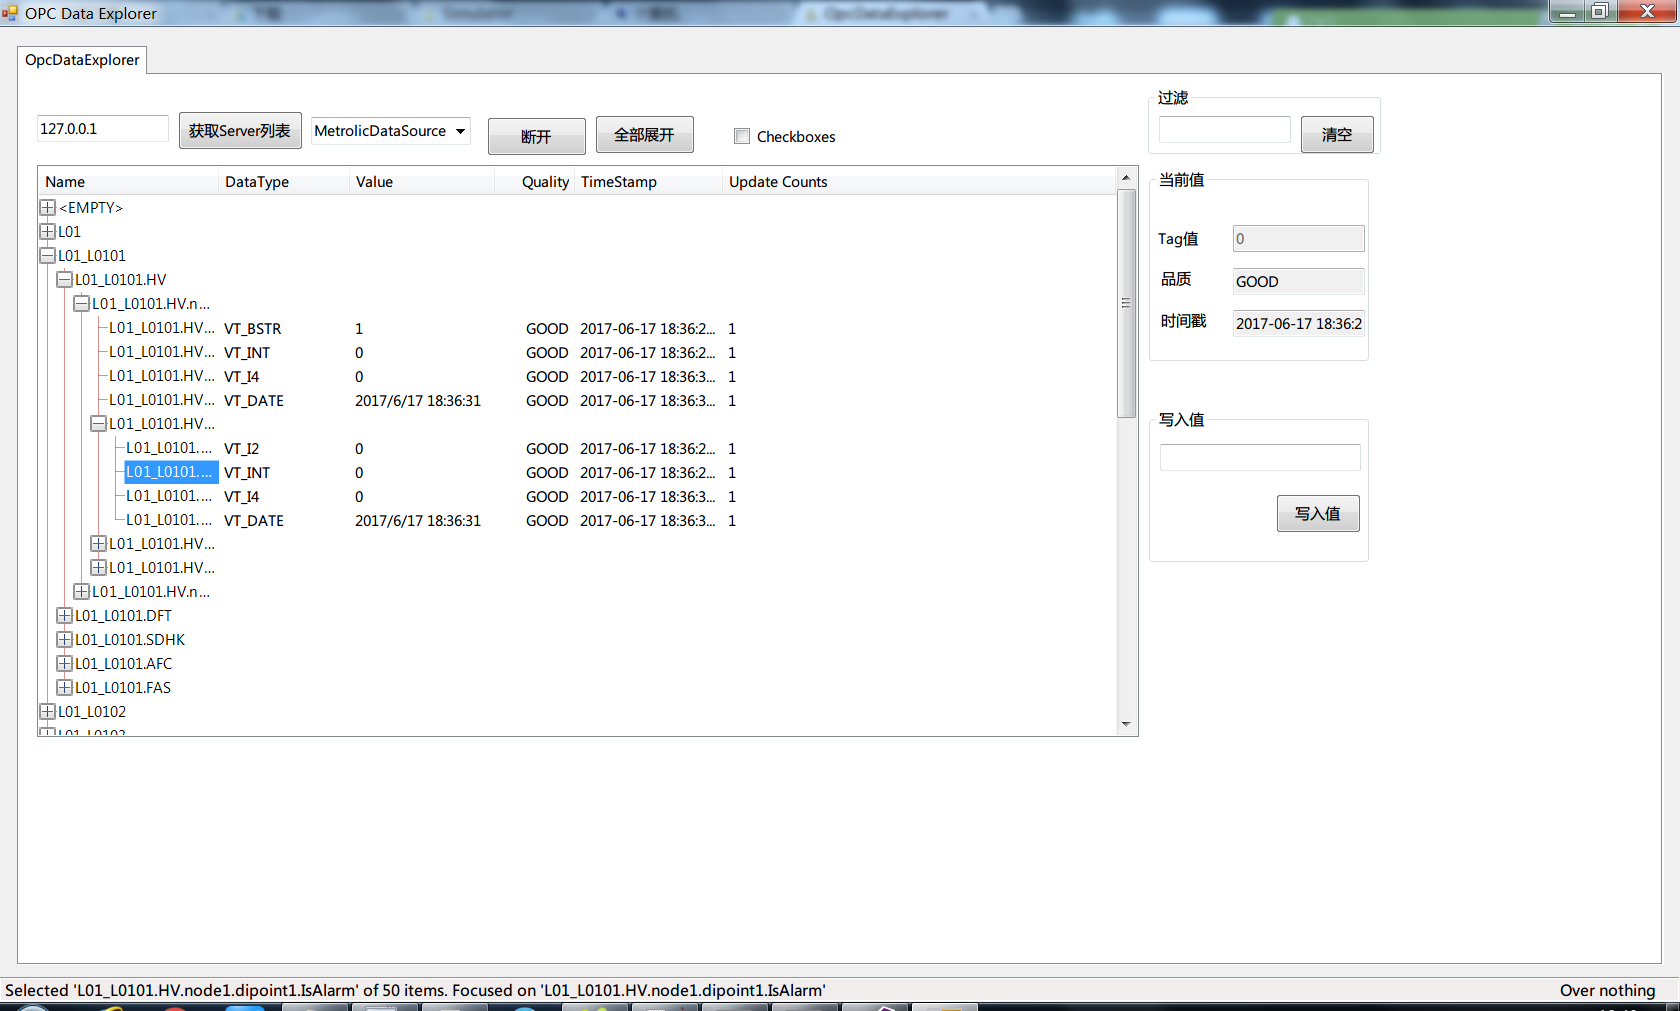 OPC Data Explorer
OpcDataExplorer
127.0.0.1 获取Server列表 MetrolicDataSource 断开 全部展开 Checkboxes
Name DataType Value Quality TimeStamp Update Counts
<EMPTY>
L01
L01_L0101
L01_L0101.HV
L01_L0101.HV.n...
L01_L0101.HV... VT_BSTR 1 GOOD 2017-06-17 18:36:2... 1
L01_L0101.HV... VT_INT 0 GOOD 2017-06-17 18:36:2... 1
L01_L0101.HV... VT_I4 0 GOOD 2017-06-17 18:36:3... 1
L01_L0101.HV... VT_DATE 2017/6/17 18:36:31 GOOD 2017-06-17 18:36:3... 1
L01_L0101.HV...
L01_L0101.... VT_I2 0 GOOD 2017-06-17 18:36:2... 1
L01_L0101.... VT_INT 0 GOOD 2017-06-17 18:36:2... 1
L01_L0101.... VT_I4 0 GOOD 2017-06-17 18:36:3... 1
L01_L0101.... VT_DATE 2017/6/17 18:36:31 GOOD 2017-06-17 18:36:3... 1
L01_L0101.HV...
L01_L0101.HV...
L01_L0101.HV.n...
L01_L0101.DFT
L01_L0101.SDHK
L01_L0101.AFC
L01_L0101.FAS
L01_L0102
过滤
清空
当前值
Tag值 0
品质 GOOD
时间戳 2017-06-17 18:36:2
写入值
写入值
Selected 'L01_L0101.HV.node1.dipoint1.IsAlarm' of 50 items. Focused on 'L01_L0101.HV.node1.dipoint1.IsAlarm'
Over nothing